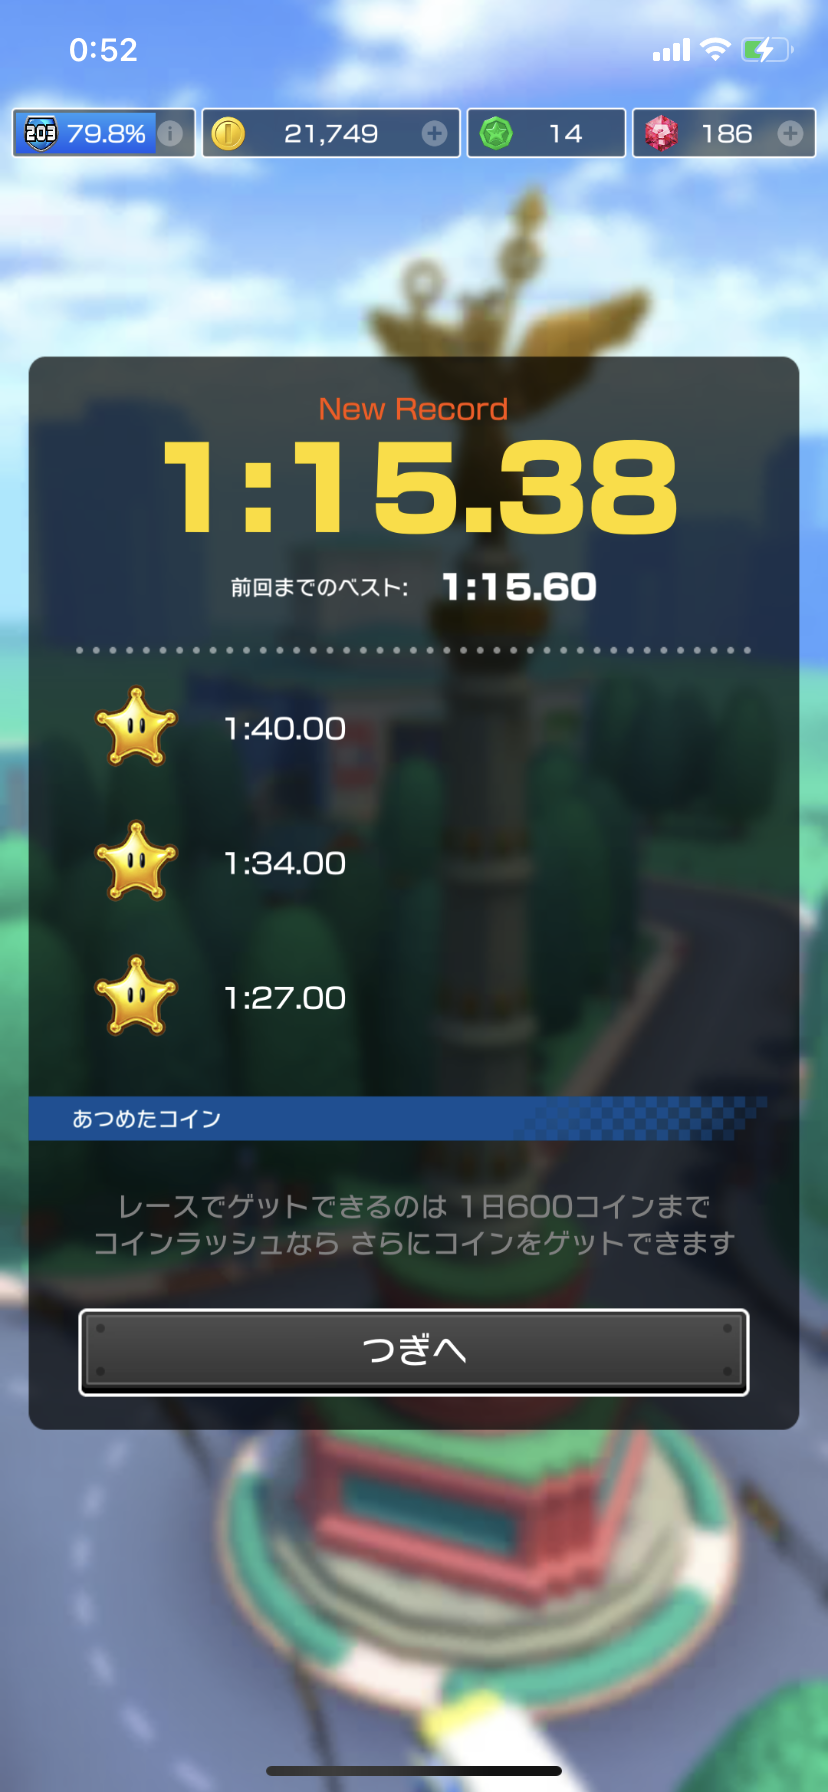 0:52
203 79.8% i 21,749 + 14 186 +
New Record
1:15.38
前回までのベスト: 1:15.60
1:40.00
1:34.00
1:27.00
あつめたコイン
レースでゲットできるのは 1日600コインまで
コインラッシュなら さらにコインをゲットできます
つぎへ